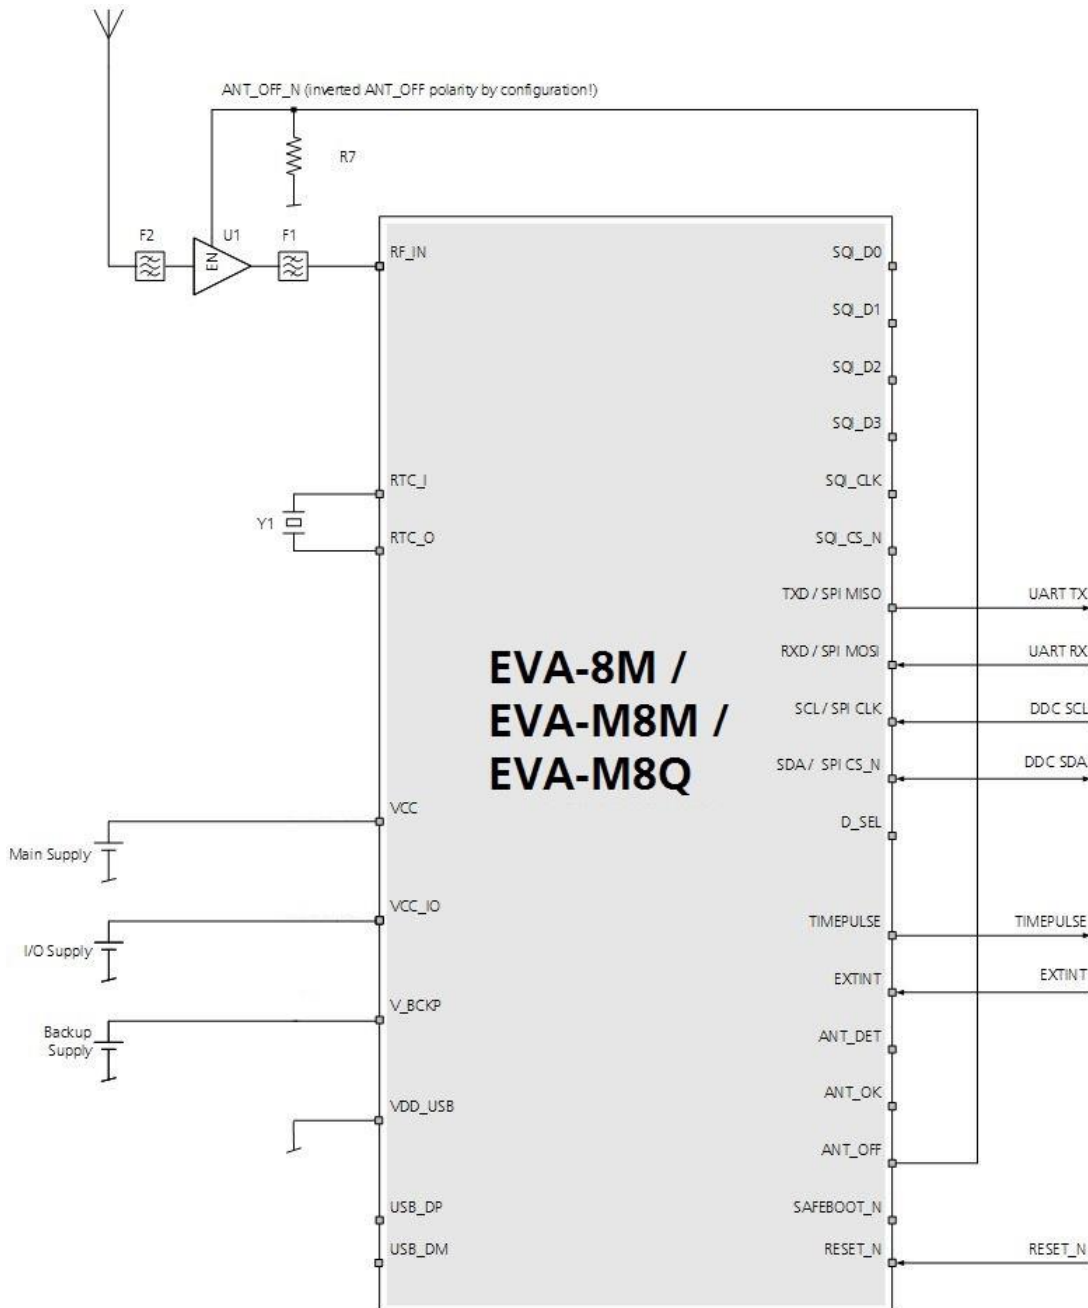 ANT_OFF_N (inverted ANT_OFF polarity by configuration!)
R7
F2
U1
F1
EN
RF_IN
SQI_D0
SQI_D1
SQI_D2
SQI_D3
RTC_I
SQI_CLK
Y1
RTC_O
SQI_CS_N
TXD / SPI MISO
UART TX
RXD / SPI MOSI
UART RX
EVA-8M /
EVA-M8M /
EVA-M8Q
SCL / SPI CLK
DDC SCL
SDA / SPI CS_N
DDC SDA
VCC
D_SEL
Main Supply
VCC_IO
TIMEPULSE
TIMEPULSE
I/O Supply
EXTINT
EXTINT
V_BCKP
Backup
Supply
ANT_DET
VDD_USB
ANT_OK
ANT_OFF
USB_DP
SAFEBOOT_N
USB_DM
RESET_N
RESET_N